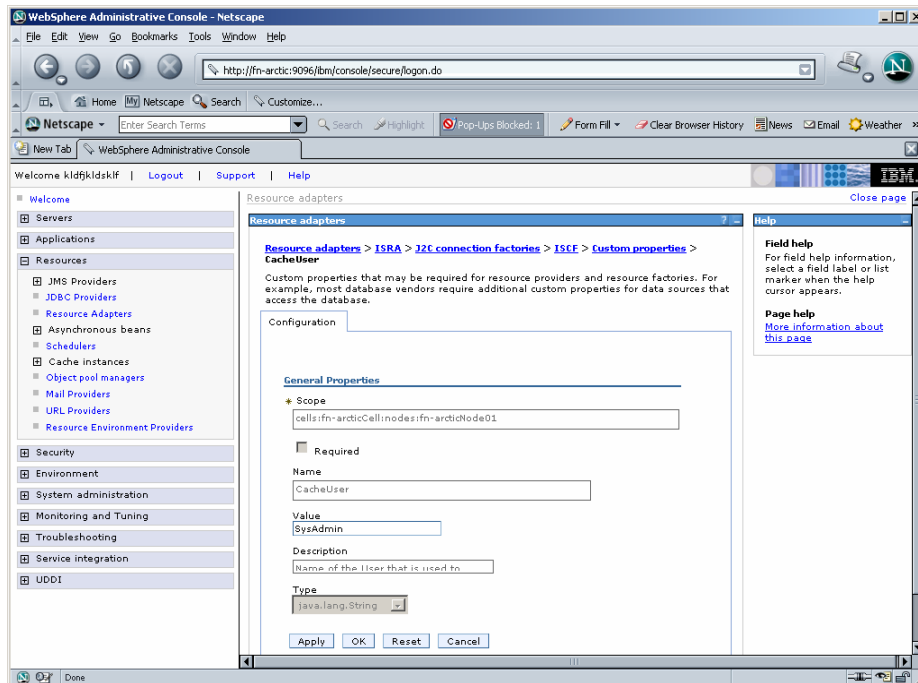 WebSphere Administrative Console - Netscape
File Edit View Go Bookmarks Tools Window Help
http://fn-arctic:9096/ibm/console/secure/logon.do
Home My Netscape Search Customize...
Netscape Enter Search Terms Search Highlight Pop-Ups Blocked: 1 Form Fill Clear Browser History News Email Weather
New Tab WebSphere Administrative Console
Welcome kldfjkldsklf | Logout | Support | Help IBM.
Welcome
Servers
Applications
Resources
JMS Providers
JDBC Providers
Resource Adapters
Asynchronous beans
Schedulers
Cache instances
Object pool managers
Mail Providers
URL Providers
Resource Environment Providers
Security
Environment
System administration
Monitoring and Tuning
Troubleshooting
Service integration
UDDI
Resource adapters Close page
Resource adapters ? -
Resource adapters > ISRA > J2C connection factories > ISCF > Custom properties >
CacheUser
Custom properties that may be required for resource providers and resource factories. For
example, most database vendors require additional custom properties for data sources that
access the database.
Configuration
General Properties
* Scope
cells:fn-arcticCell:nodes:fn-arcticNode01
Required
Name
CacheUser
Value
SysAdmin
Description
Name of the User that is used to
Type
java.lang.String
Apply OK Reset Cancel
Help
Field help
For field help information,
select a field label or list
marker when the help
cursor appears.
Page help
More information about
this page
Done